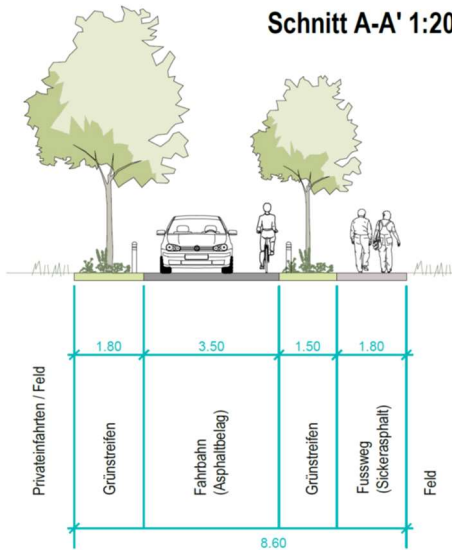 Schnitt A-A' 1:20
1.80
3.50
1.50
1.80
Privateinfahrten / Feld
Grünstreifen
Fahrbahn
(Asphaltbelag)
Grünstreifen
Fussweg
(Sickerasphalt)
Feld
8.60